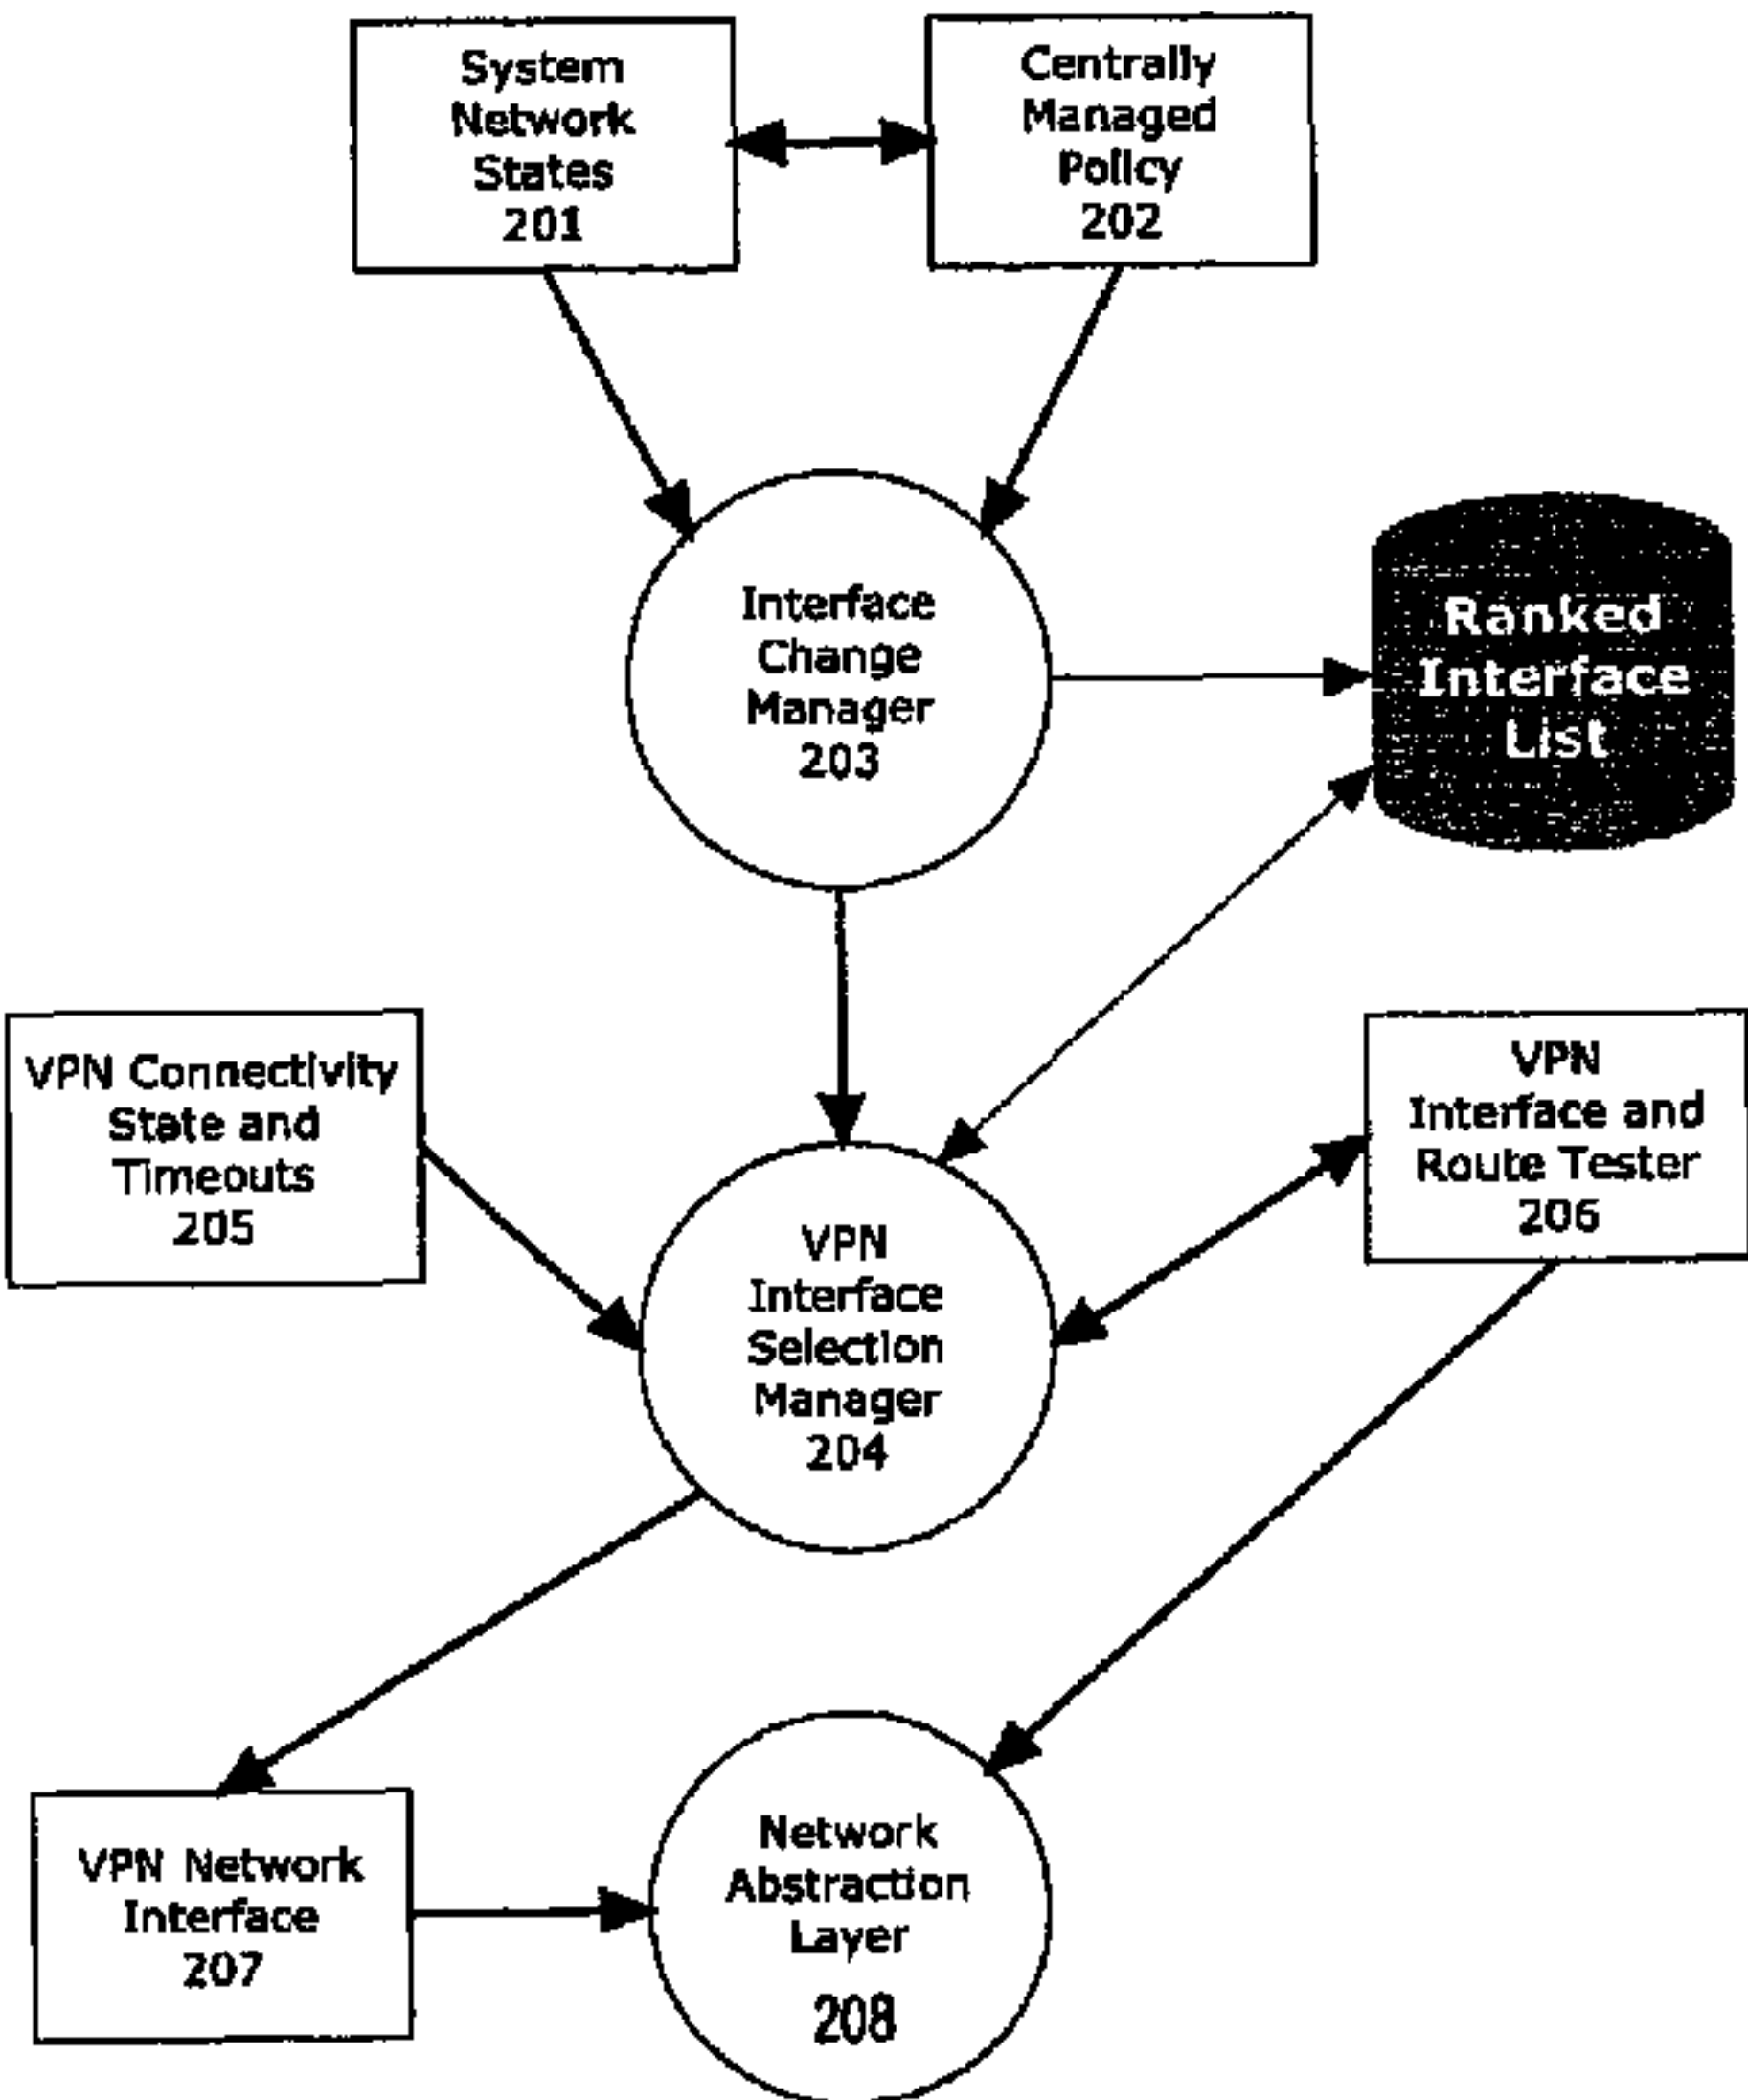 System
Network
States
201
Centrally
Managed
Policy
202
Interface
Change
Manager
203
Ranked
Interface
List
VPN Connectivity
State and
Timeouts
205
VPN
Interface and
Route Tester
206
VPN
Interface
Selection
Manager
204
VPN Network
Interface
207
Network
Abstraction
Layer
208